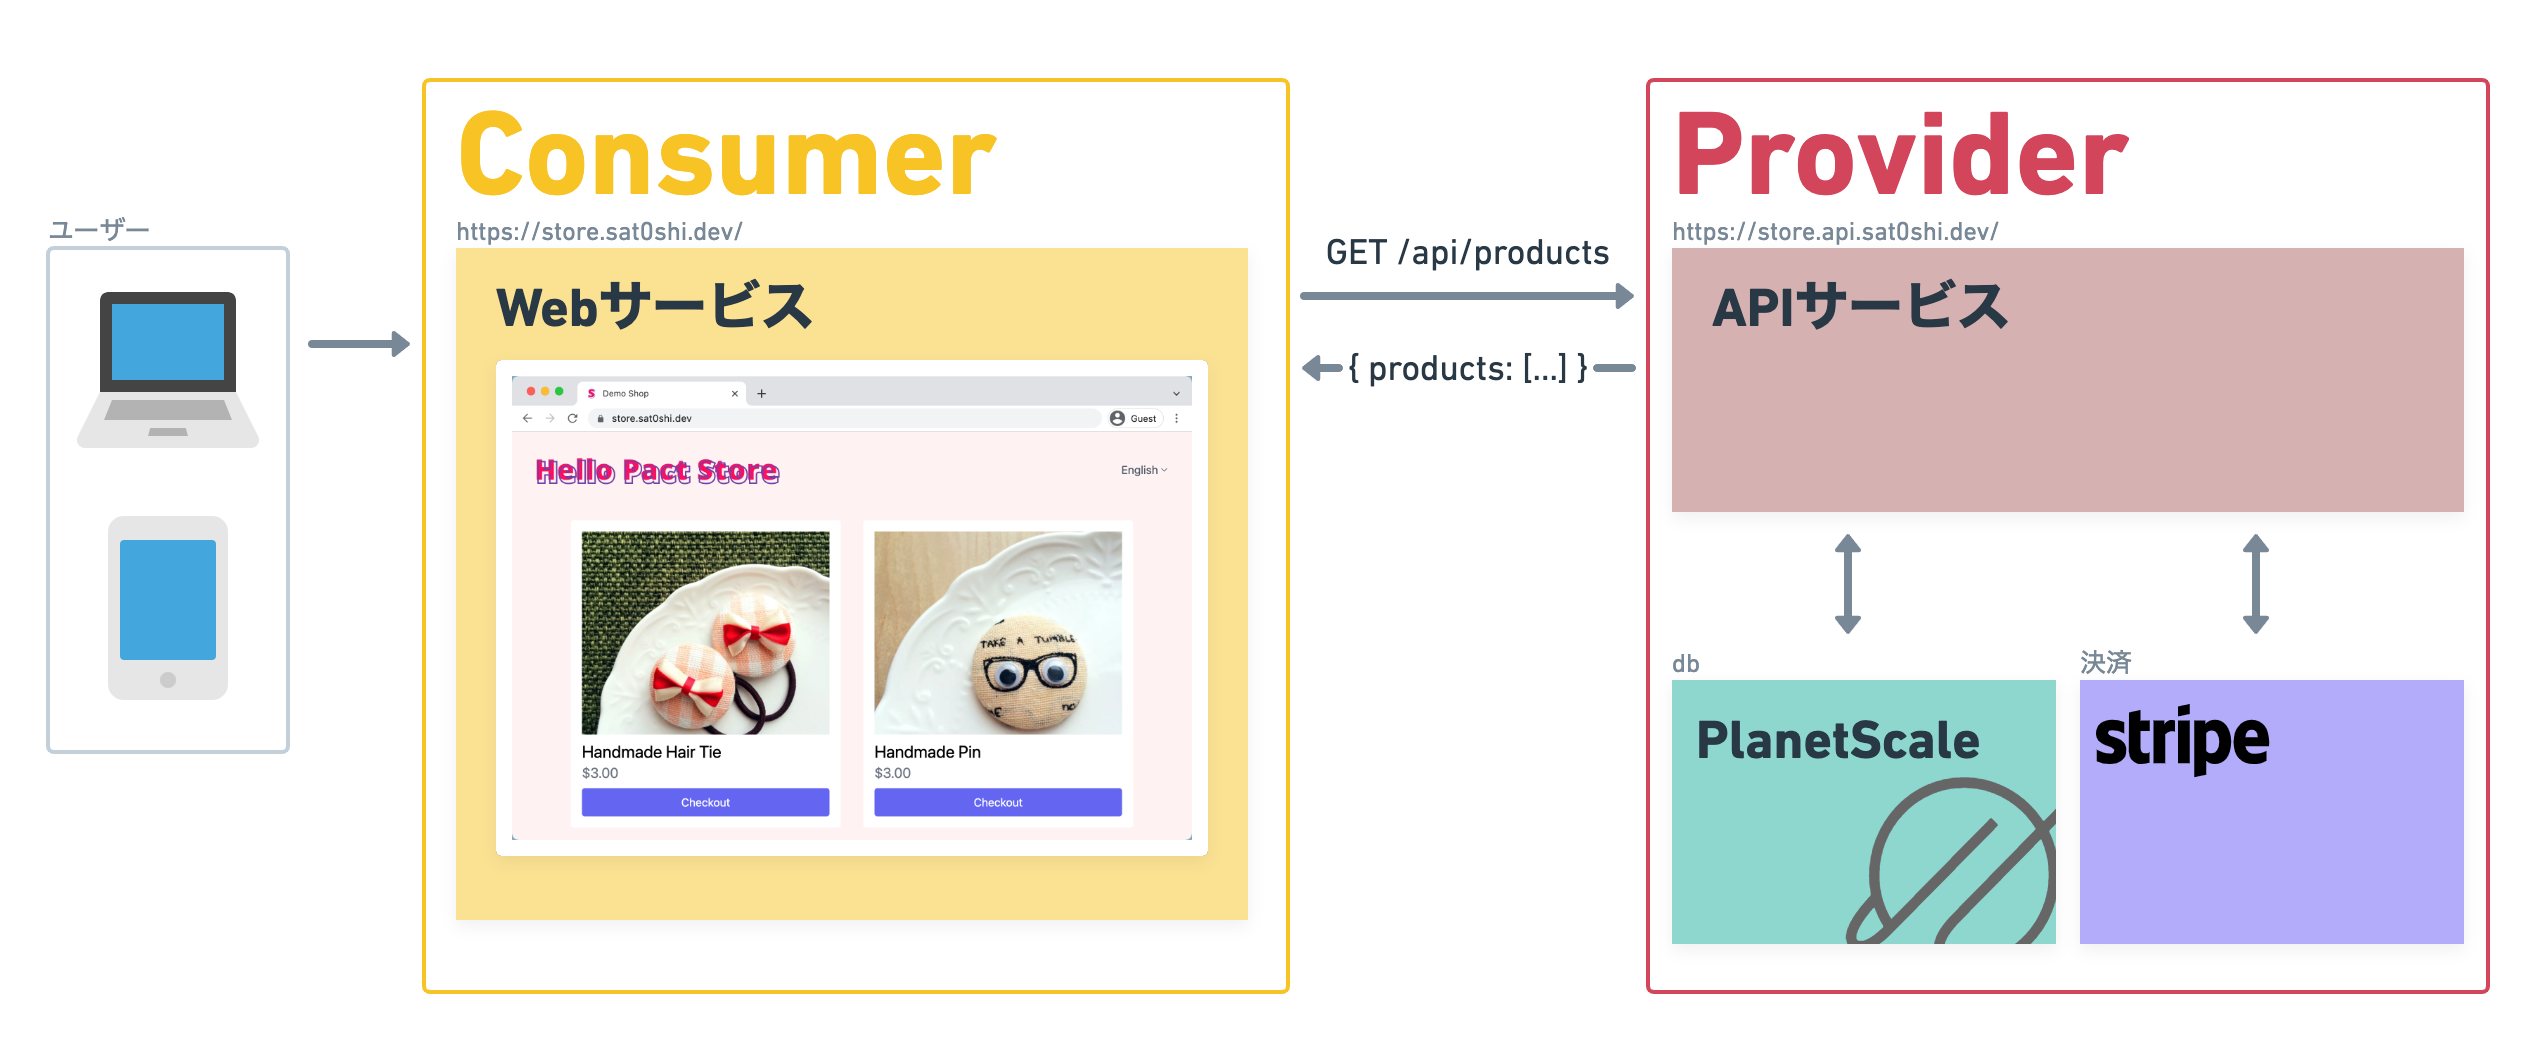 ユーザー
Consumer
https://store.sat0shi.dev/
Webサービス
Demo Shop
store.sat0shi.dev
Guest
Hello Pact Store
English
TAKE A TUMBLE
NO
Handmade Hair Tie
$3.00
Checkout
Handmade Pin
$3.00
Checkout
GET /api/products
{ products: [...] }
Provider
https://store.api.sat0shi.dev/
APIサービス
db
PlanetScale
決済
stripe